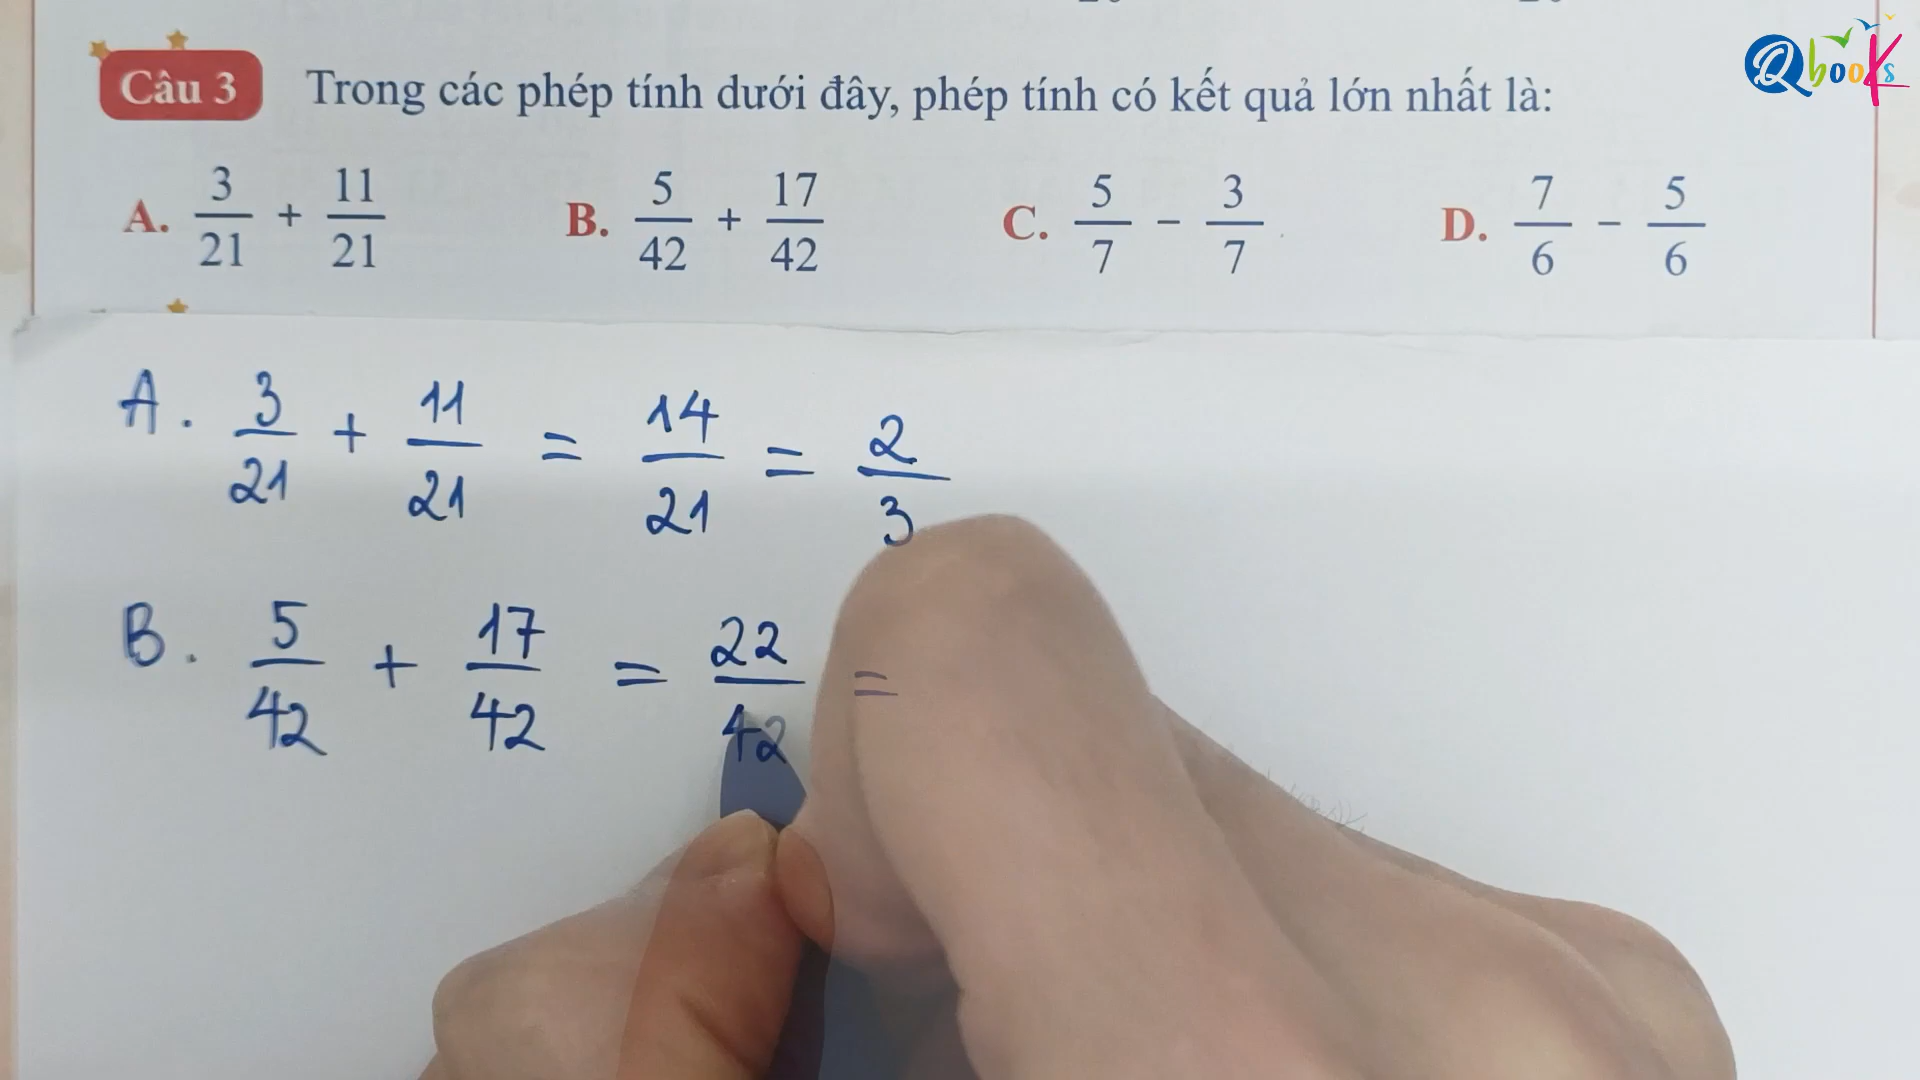 Qbooks
Câu 3 Trong các phép tính dưới đây, phép tính có kết quả lớn nhất là:
A. 3/21 + 11/21 B. 5/42 + 17/42 C. 5/7 - 3/7 D. 7/6 - 5/6
A. 3/21 + 11/21 = 14/21 = 2/3
B. 5/42 + 17/42 = 22/42 =